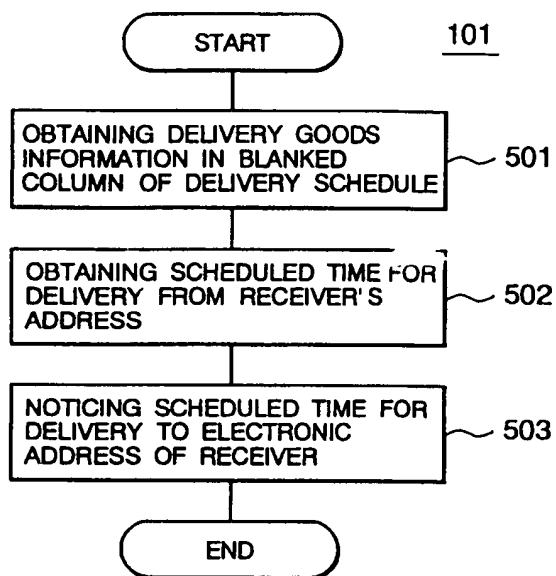 START
101
OBTAINING DELIVERY GOODS
INFORMATION IN BLANKED
COLUMN OF DELIVERY SCHEDULE
501
OBTAINING SCHEDULED TIME FOR
DELIVERY FROM RECEIVER'S
ADDRESS
502
NOTICING SCHEDULED TIME FOR
DELIVERY TO ELECTRONIC
ADDRESS OF RECEIVER
503
END